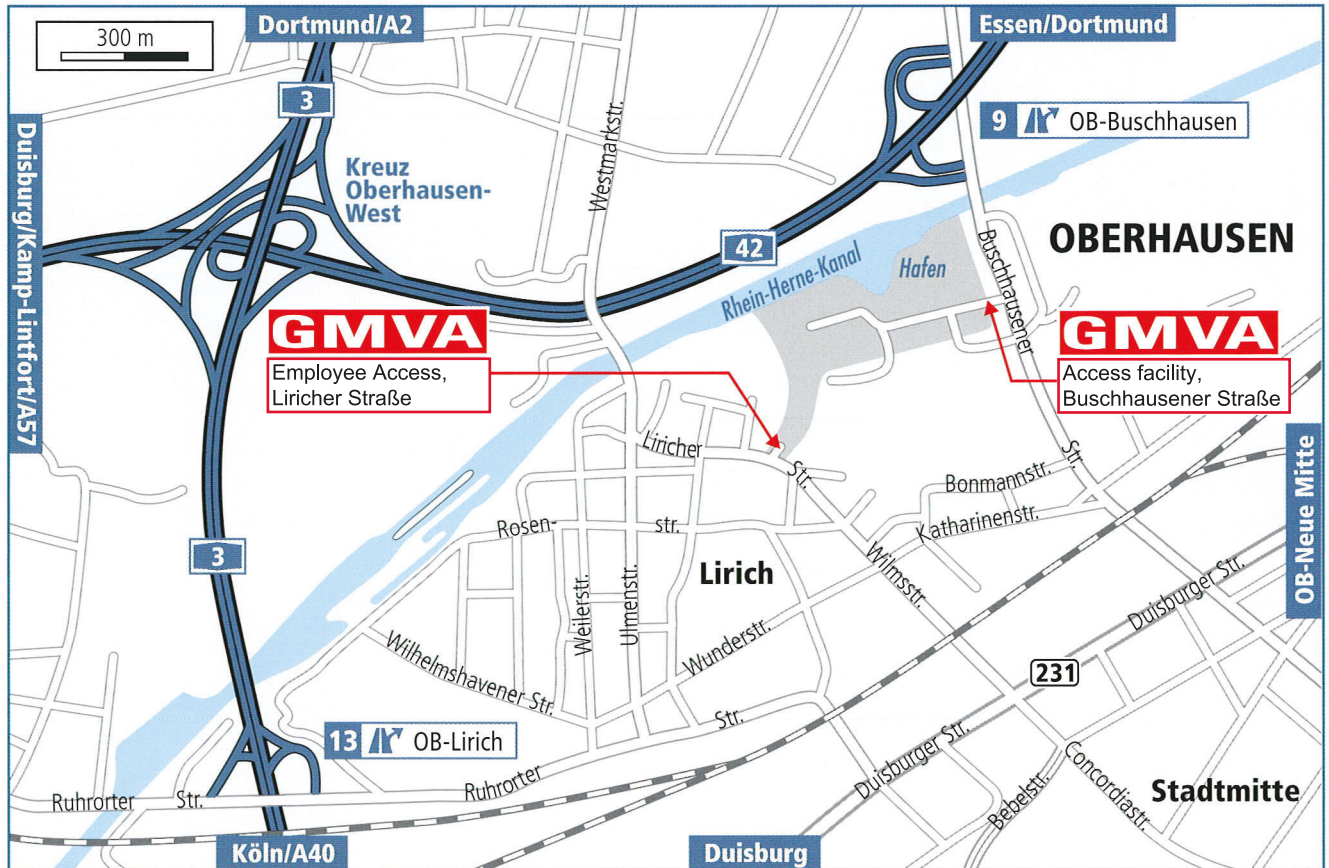 300 m
Dortmund/A2
Essen/Dortmund
3
9 OB-Buschhausen
Duisburg/Kamp-Lintfort/A57
Kreuz
Oberhausen-
West
Westmarkstr.
42
Rhein-Herne-Kanal
Hafen
Buschhausener
OBERHAUSEN
GMVA
Employee Access,
Liricher Straße
GMVA
Access facility,
Buschhausener Straße
Liricher
Str.
Str.
Bonmannstr.
Katharinenstr.
OB-Neue Mitte
Rosen-
str.
3
Lirich
Wilmsstr.
Weilerstr.
Ulmenstr.
Duisburger Str.
Wunderstr.
Wilhelmshavener Str.
231
13 OB-Lirich
Str.
Duisburger Str.
Concordiastr.
Bebelstr.
Stadtmitte
Ruhrorter
Str.
Ruhrorter
Köln/A40
Duisburg